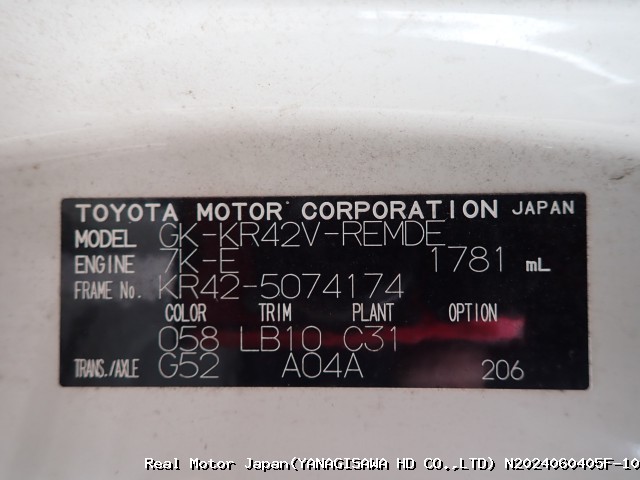 TOYOTA MOTOR CORPORATION JAPAN
MODEL GK-KR42V-REMDE
ENGINE 7K-E 1781 mL
FRAME No. KR42-5074174
COLOR TRIM PLANT OPTION
058 LB10 C31
TRANS./AXLE G52 A04A 206
Real Motor Japan(YANAGISAWA HD CO.,LTD) N2024060405F-10